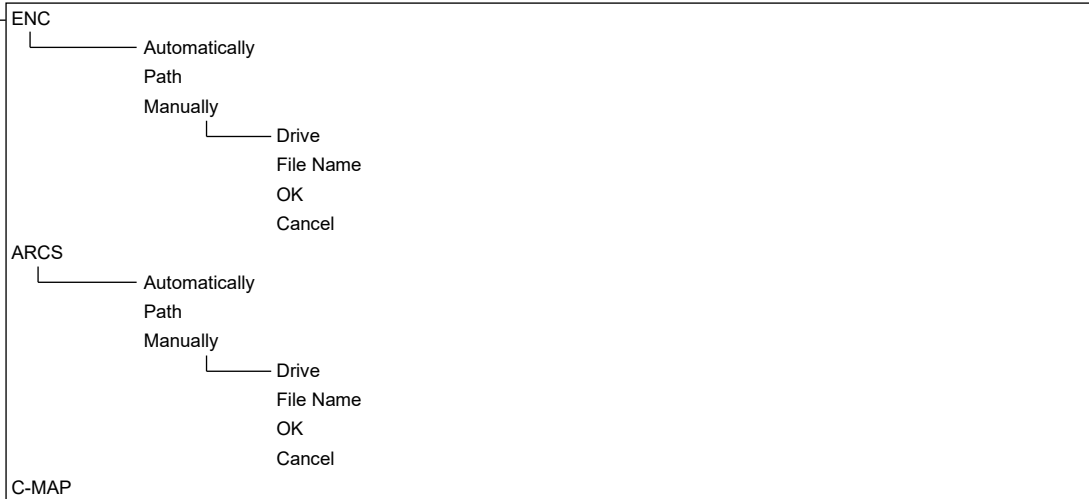 ENC
Automatically
Path
Manually
Drive
File Name
OK
Cancel
ARCS
Automatically
Path
Manually
Drive
File Name
OK
Cancel
C-MAP